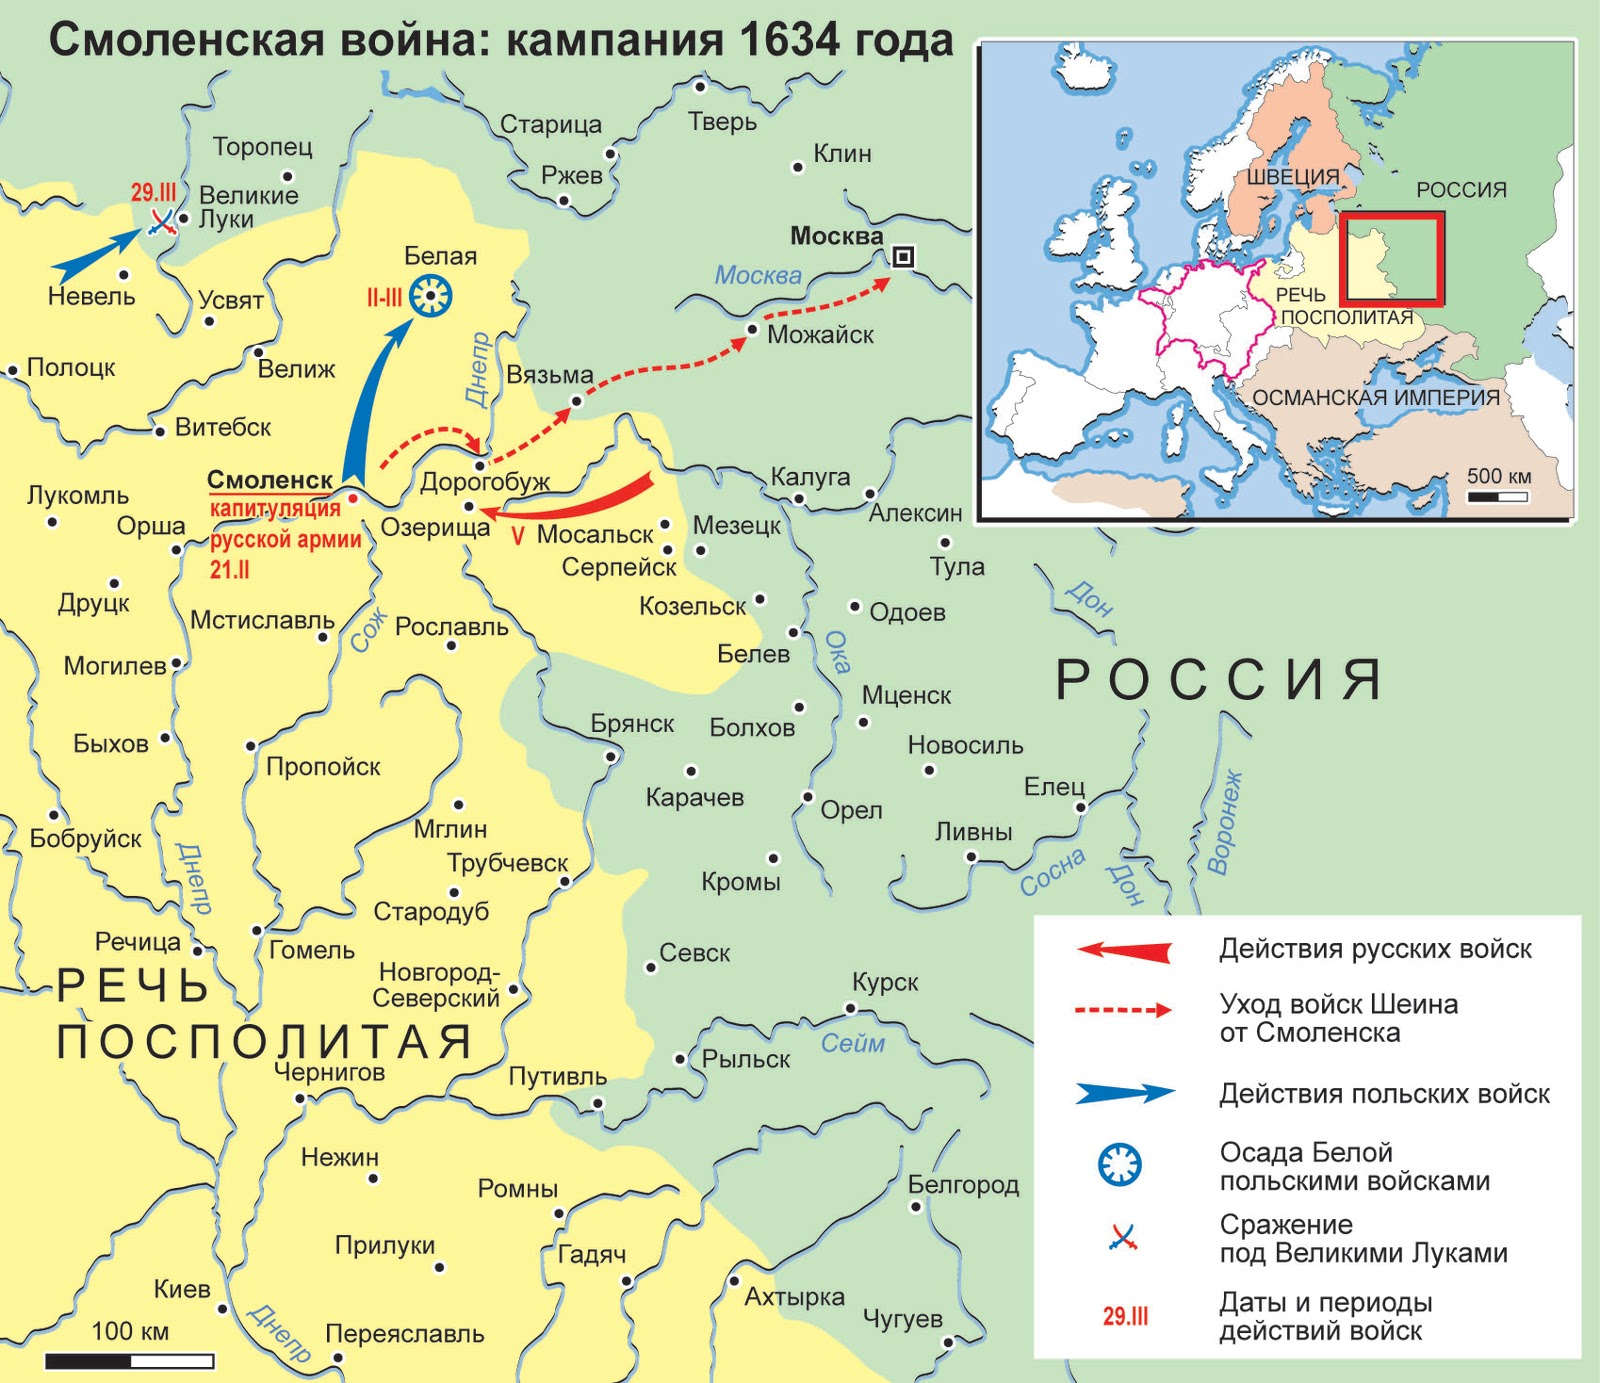 Смоленская война: кампания 1634 года
Старица
Тверь
Торопец
Клин
Ржев
29.III
Великие
Луки
Москва
Белая
Москва
II-III
Невель
Усвят
Можайск
Днепр
Полоцк
Велиж
Вязьма
Витебск
Смоленск
капитуляция
русской армии
21.II
Дорогобуж
Калуга
Лукомль
Орша
Озерища
V
Мосальск
Мезецк
Алексин
Серпейск
Тула
Друцк
Козельск
Одоев
Дон
Мстиславль
Сож
Рославль
Белев
Ока
Могилев
РОССИЯ
Мценск
Брянск
Болхов
Быхов
Новосиль
Пропойск
Карачев
Елец
Орел
Воронеж
Мглин
Ливны
Бобруйск
Днепр
Трубчевск
Кромы
Сосна
Дон
Стародуб
Речица
Гомель
Севск
Новгород-
Северский
Курск
РЕЧЬ
ПОСПОЛИТАЯ
Сейм
Рыльск
Чернигов
Путивль
Нежин
Ромны
Белгород
Прилуки
Гадяч
Киев
Ахтырка
Днепр
Чугуев
Переяславль
100 км
ШВЕЦИЯ
РОССИЯ
РЕЧЬ
ПОСПОЛИТАЯ
ОСМАНСКАЯ ИМПЕРИЯ
500 км
Действия русских войск
Уход войск Шеина
от Смоленска
Действия польских войск
Осада Белой
польскими войсками
Сражение
под Великими Луками
29.III
Даты и периоды
действий войск